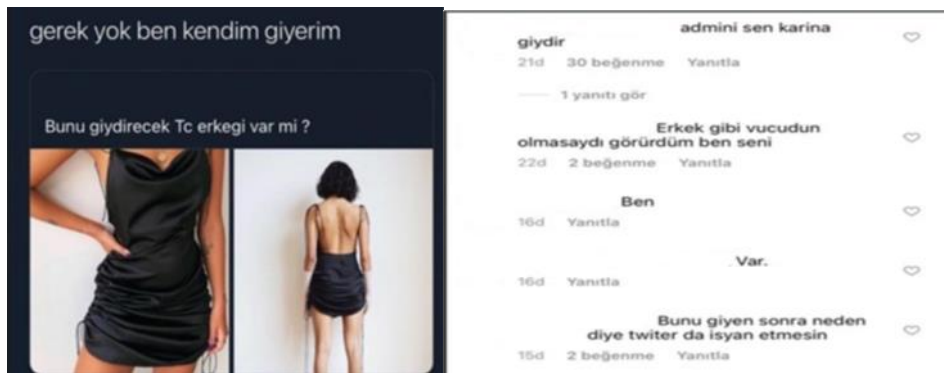 gerek yok ben kendim giyerim
Bunu giydirecek Tc erkegi var mi ?
admini sen karina
giydir
21d 30 beğenme Yanıtla
1 yanıtı gör
Erkek gibi vucudun
olmasaydı görürdüm ben seni
22d 2 beğenme Yanıtla
Ben
16d Yanıtla
Var.
16d Yanıtla
Bunu giyen sonra neden
diye twiter da isyan etmesin
15d 2 beğenme Yanıtla